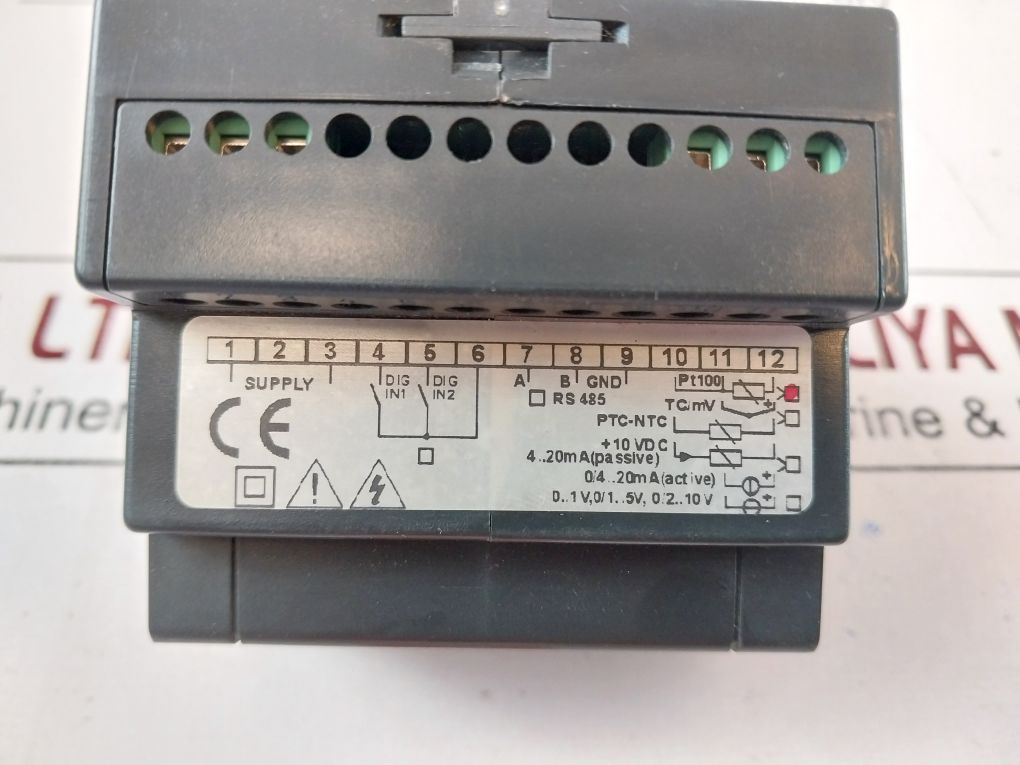 1 2 3 4 5 6 7 8 9 10 11 12
SUPPLY
DIG IN1
DIG IN2
A B GND
RS 485
Pt100
TC/mV
PTC-NTC
+10 VDC
4..20mA(passive)
0/4..20mA(active)
0..1V,0/1..5V, 0/2..10V
+
+
+
CE
!
LIYA
&